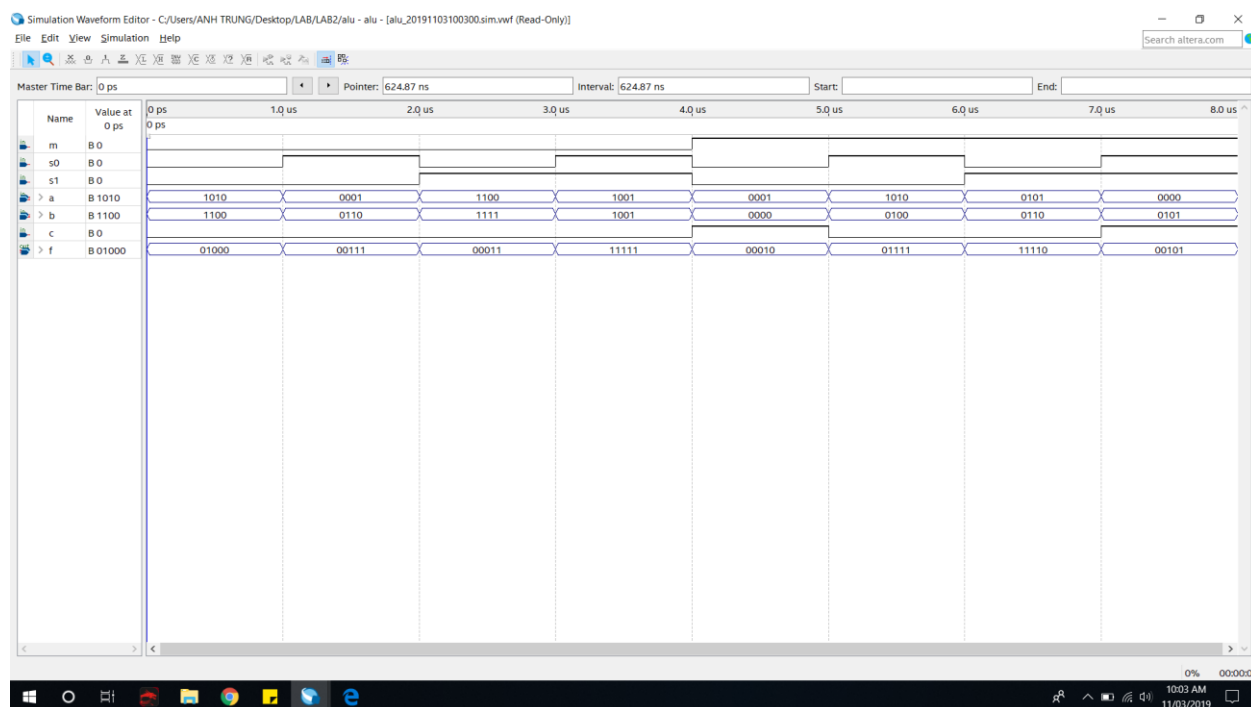 Simulation Waveform Editor - C:/Users/ANH TRUNG/Desktop/LAB/LAB2/alu - alu - [alu_20191103100300.sim.vwf (Read-Only)]
File Edit View Simulation Help
Search altera.com
Master Time Bar: 0 ps Pointer: 624.87 ns Interval: 624.87 ns Start: End:
Name Value at 0 ps
0 ps 1.0 us 2.0 us 3.0 us 4.0 us 5.0 us 6.0 us 7.0 us 8.0 us
0 ps
m B 0
s0 B 0
s1 B 0
> a B 1010 1010 0001 1100 1001 0001 1010 0101 0000
> b B 1100 1100 0110 1111 1001 0000 0100 0110 0101
c B 0
> f B 01000 01000 00111 00011 11111 00010 01111 11110 00101
0% 00:00:0
10:03 AM
11/03/2019